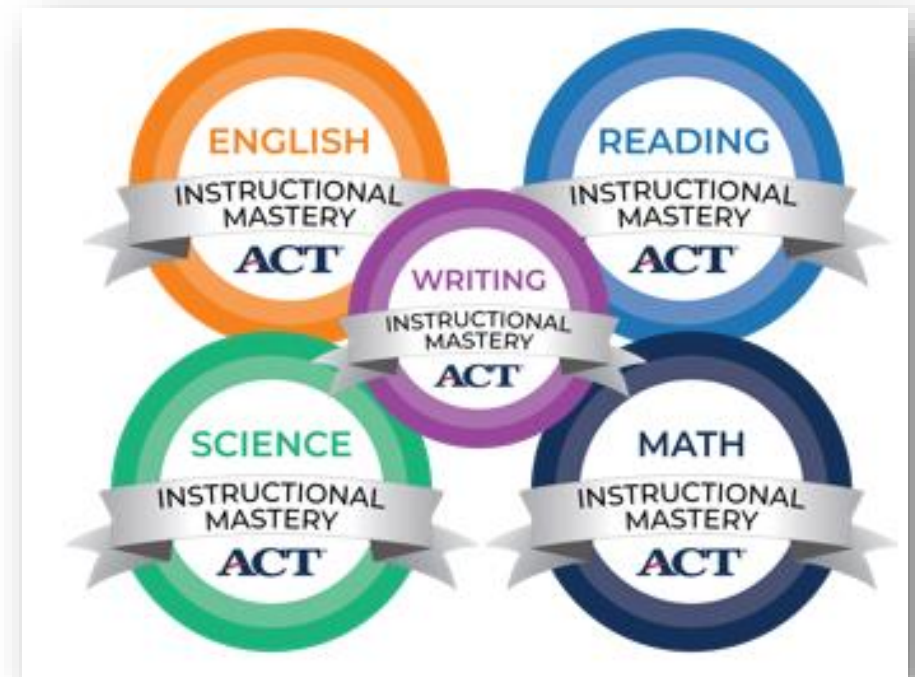 ENGLISH
INSTRUCTIONAL
MASTERY
ACT
READING
INSTRUCTIONAL
MASTERY
ACT
WRITING
INSTRUCTIONAL
MASTERY
ACT
SCIENCE
INSTRUCTIONAL
MASTERY
ACT
MATH
INSTRUCTIONAL
MASTERY
ACT